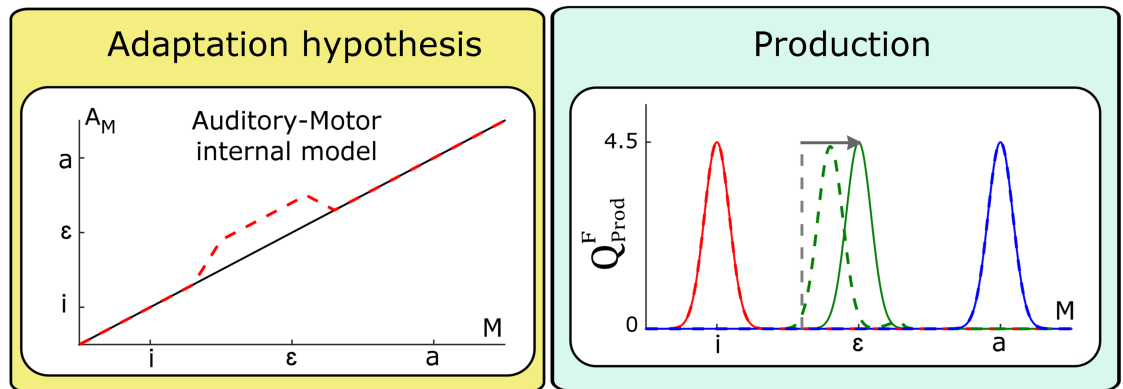 Adaptation hypothesis
A_M
Auditory-Motor
internal model
a
ε
i
M
i
ε
a
Production
4.5
Q^F_Prod
0
M
i
ε
a